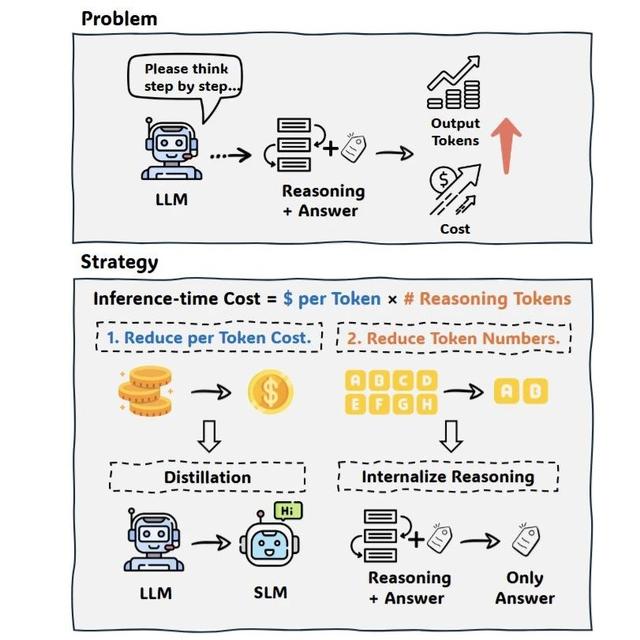 Problem
Please think
step by step...
LLM
Reasoning
+ Answer
Output
Tokens
Cost
Strategy
Inference-time Cost = $ per Token × # Reasoning Tokens
1. Reduce per Token Cost.
2. Reduce Token Numbers.
A B C D
E F G H
A B
Distillation
Internalize Reasoning
Hi
LLM
SLM
Reasoning
+ Answer
Only
Answer